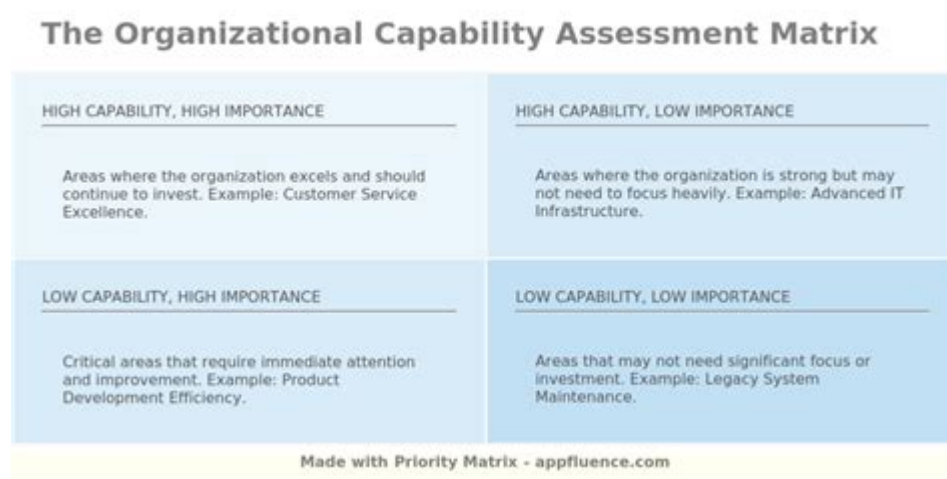 The Organizational Capability Assessment Matrix
HIGH CAPABILITY, HIGH IMPORTANCE
Areas where the organization excels and should
continue to invest. Example: Customer Service
Excellence.
HIGH CAPABILITY, LOW IMPORTANCE
Areas where the organization is strong but may
not need to focus heavily. Example: Advanced IT
Infrastructure.
LOW CAPABILITY, HIGH IMPORTANCE
Critical areas that require immediate attention
and improvement. Example: Product
Development Efficiency.
LOW CAPABILITY, LOW IMPORTANCE
Areas that may not need significant focus or
investment. Example: Legacy System
Maintenance.
Made with Priority Matrix - appfluence.com